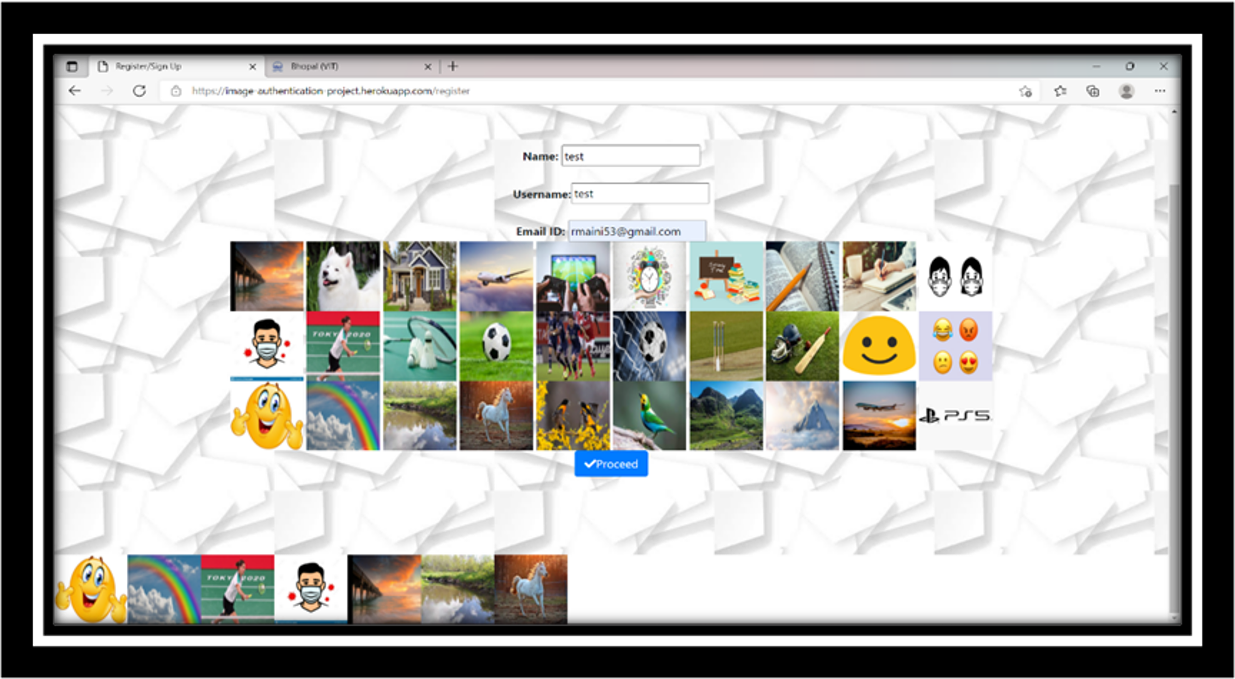 Register/Sign Up
Bhopal (VIT)
https://image-authentication-project.herokuapp.com/register
Name: test
Username: test
Email ID: rmaini53@gmail.com
TOKYO 2020
PS5
Proceed
TOKYO 2020